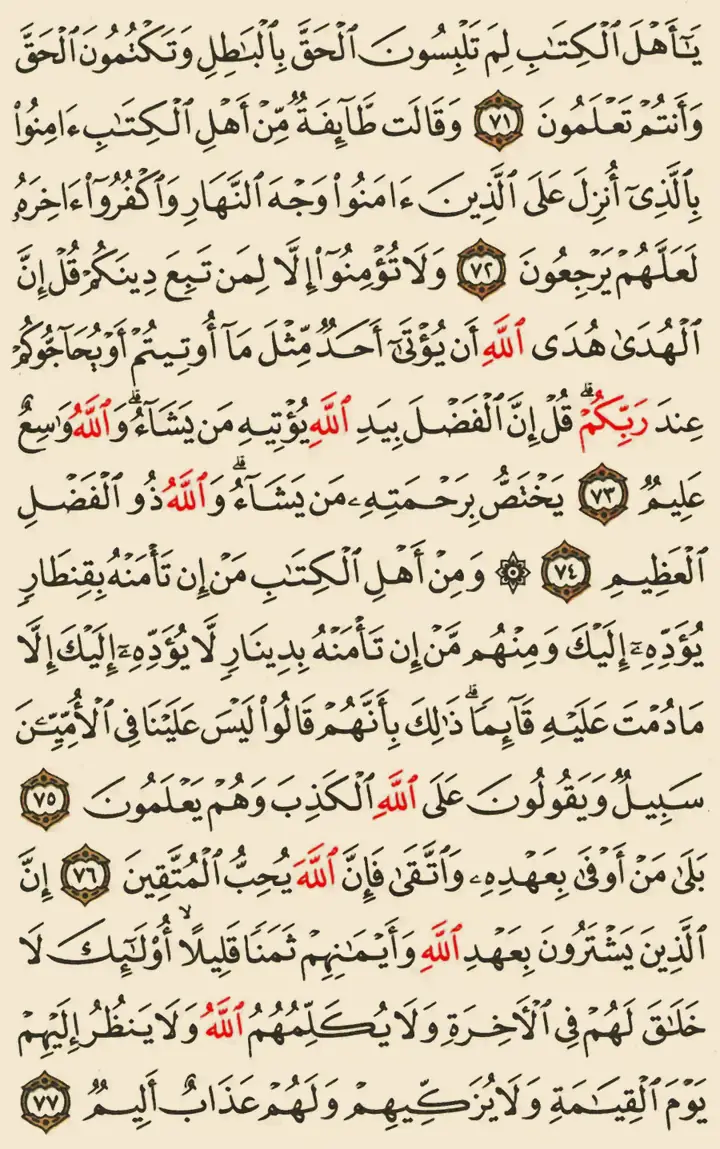 يَـٰٓأَهْلَ ٱلْكِتَـٰبِ لِمَ تَلْبِسُونَ ٱلْحَقَّ بِٱلْبَـٰطِلِ وَتَكْتُمُونَ ٱلْحَقَّ
وَأَنتُمْ تَعْلَمُونَ ﴿٧١﴾ وَقَالَت طَّآئِفَةٌ مِّنْ أَهْلِ ٱلْكِتَـٰبِ ءَامِنُوا۟
بِٱلَّذِىٓ أُنزِلَ عَلَى ٱلَّذِينَ ءَامَنُوا۟ وَجْهَ ٱلنَّهَارِ وَٱكْفُرُوٓا۟ ءَاخِرَهُۥ
لَعَلَّهُمْ يَرْجِعُونَ ﴿٧٢﴾ وَلَا تُؤْمِنُوٓا۟ إِلَّا لِمَن تَبِعَ دِينَكُمْ قُلْ إِنَّ
ٱلْهُدَىٰ هُدَى ٱللَّهِ أَن يُؤْتَىٰٓ أَحَدٌ مِّثْلَ مَآ أُوتِيتُمْ أَوْ يُحَآجُّوكُمْ
عِندَ رَبِّكُمْ ۗ قُلْ إِنَّ ٱلْفَضْلَ بِيَدِ ٱللَّهِ يُؤْتِيهِ مَن يَشَآءُ ۗ وَٱللَّهُ وَٰسِعٌ
عَلِيمٌ ﴿٧٣﴾ يَخْتَصُّ بِرَحْمَتِهِۦ مَن يَشَآءُ ۗ وَٱللَّهُ ذُو ٱلْفَضْلِ
ٱلْعَظِيمِ ﴿٧٤﴾ ۞ وَمِنْ أَهْلِ ٱلْكِتَـٰبِ مَنْ إِن تَأْمَنْهُ بِقِنطَارٍ
يُؤَدِّهِۦٓ إِلَيْكَ وَمِنْهُم مَّنْ إِن تَأْمَنْهُ بِدِينَارٍ لَّا يُؤَدِّهِۦٓ إِلَيْكَ إِلَّا
مَا دُمْتَ عَلَيْهِ قَآئِمًا ۗ ذَٰلِكَ بِأَنَّهُمْ قَالُوا۟ لَيْسَ عَلَيْنَا فِى ٱلْأُمِّيِّـۧنَ
سَبِيلٌ وَيَقُولُونَ عَلَى ٱللَّهِ ٱلْكَذِبَ وَهُمْ يَعْلَمُونَ ﴿٧٥﴾
بَلَىٰ مَنْ أَوْفَىٰ بِعَهْدِهِۦ وَٱتَّقَىٰ فَإِنَّ ٱللَّهَ يُحِبُّ ٱلْمُتَّقِينَ ﴿٧٦﴾ إِنَّ
ٱلَّذِينَ يَشْتَرُونَ بِعَهْدِ ٱللَّهِ وَأَيْمَـٰنِهِمْ ثَمَنًا قَلِيلًا ۙ أُو۟لَـٰٓئِكَ لَا
خَلَـٰقَ لَهُمْ فِى ٱلْـَٔاخِرَةِ وَلَا يُكَلِّمُهُمُ ٱللَّهُ وَلَا يَنظُرُ إِلَيْهِمْ
يَوْمَ ٱلْقِيَـٰمَةِ وَلَا يُزَكِّيهِمْ وَلَهُمْ عَذَابٌ أَلِيمٌ ﴿٧٧﴾